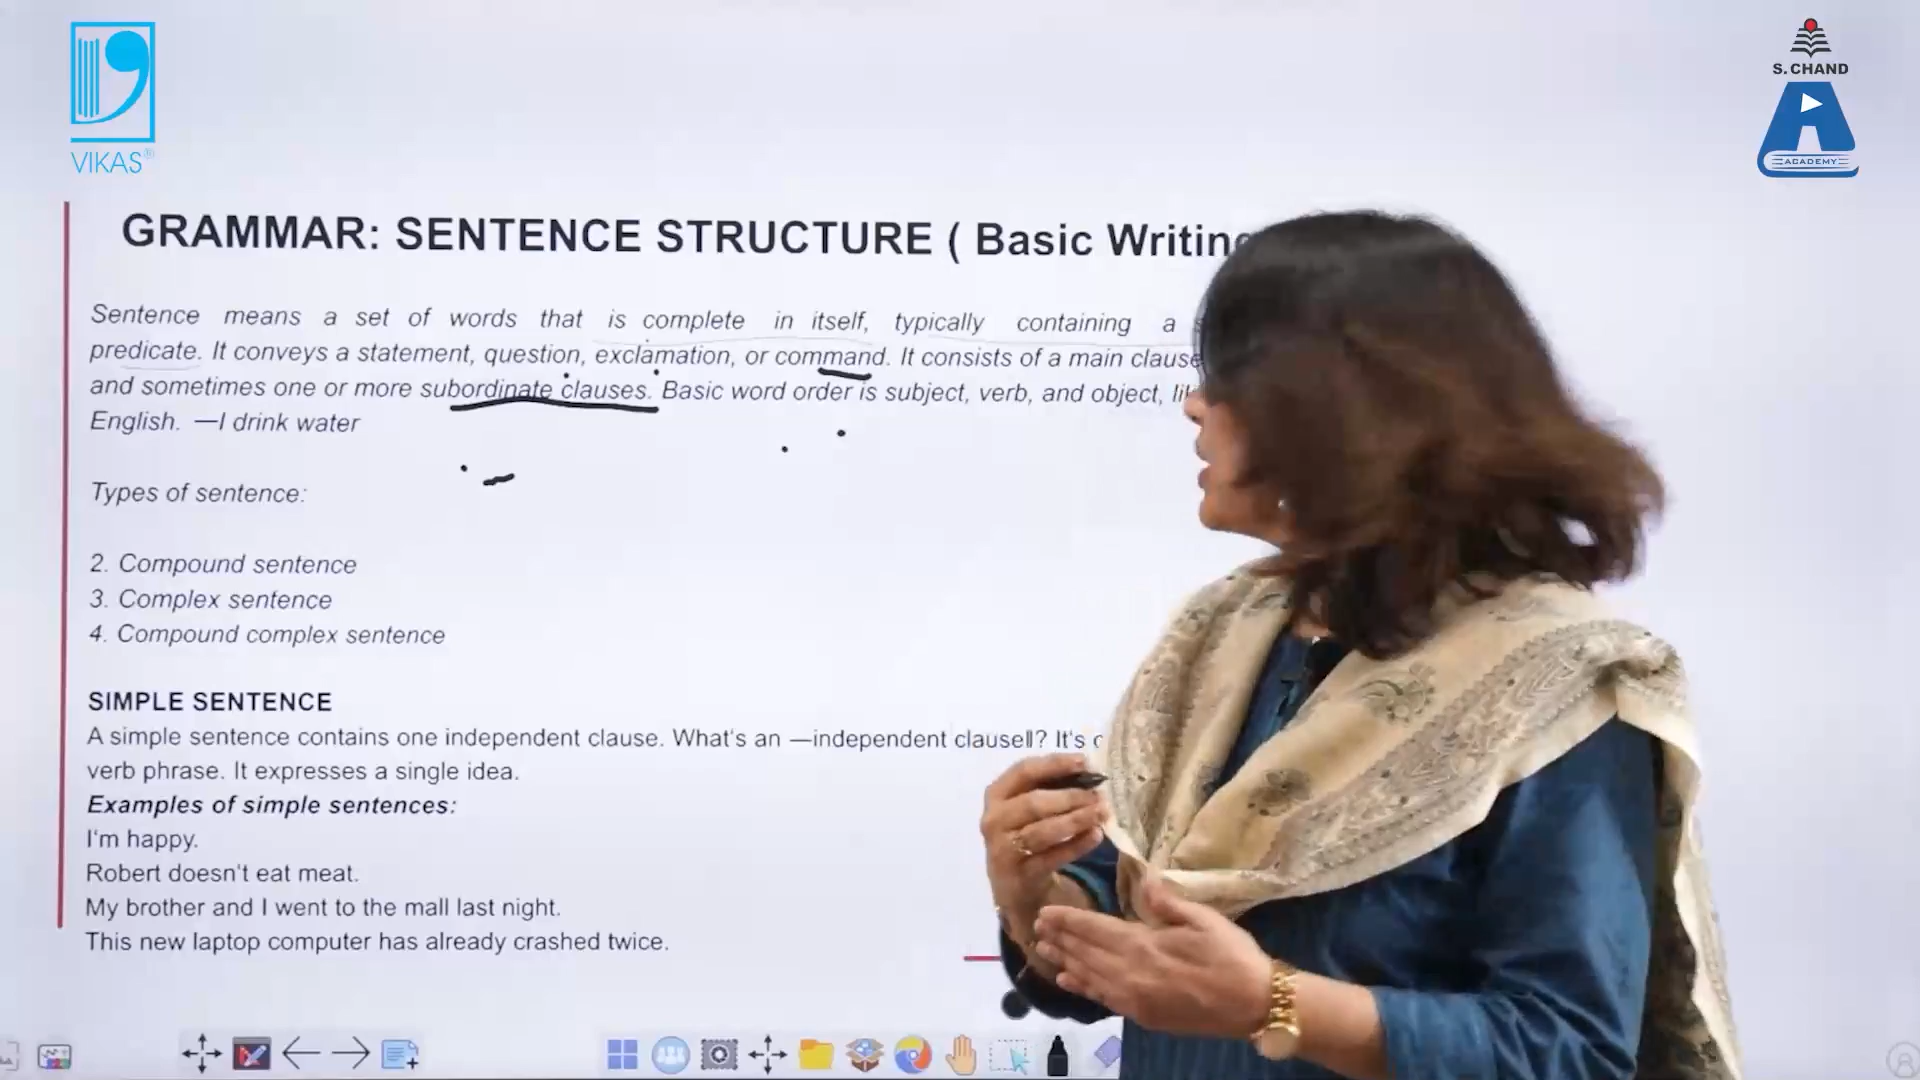 VIKAS®
S. CHAND
ACADEMY
GRAMMAR: SENTENCE STRUCTURE ( Basic Writing
Sentence means a set of words that is complete in itself, typically containing a
predicate. It conveys a statement, question, exclamation, or command. It consists of a main clause
and sometimes one or more subordinate clauses. Basic word order is subject, verb, and object,
English. —I drink water
Types of sentence:
2. Compound sentence
3. Complex sentence
4. Compound complex sentence
SIMPLE SENTENCE
A simple sentence contains one independent clause. What's an —independent clause‖? It's
verb phrase. It expresses a single idea.
Examples of simple sentences:
I'm happy.
Robert doesn't eat meat.
My brother and I went to the mall last night.
This new laptop computer has already crashed twice.